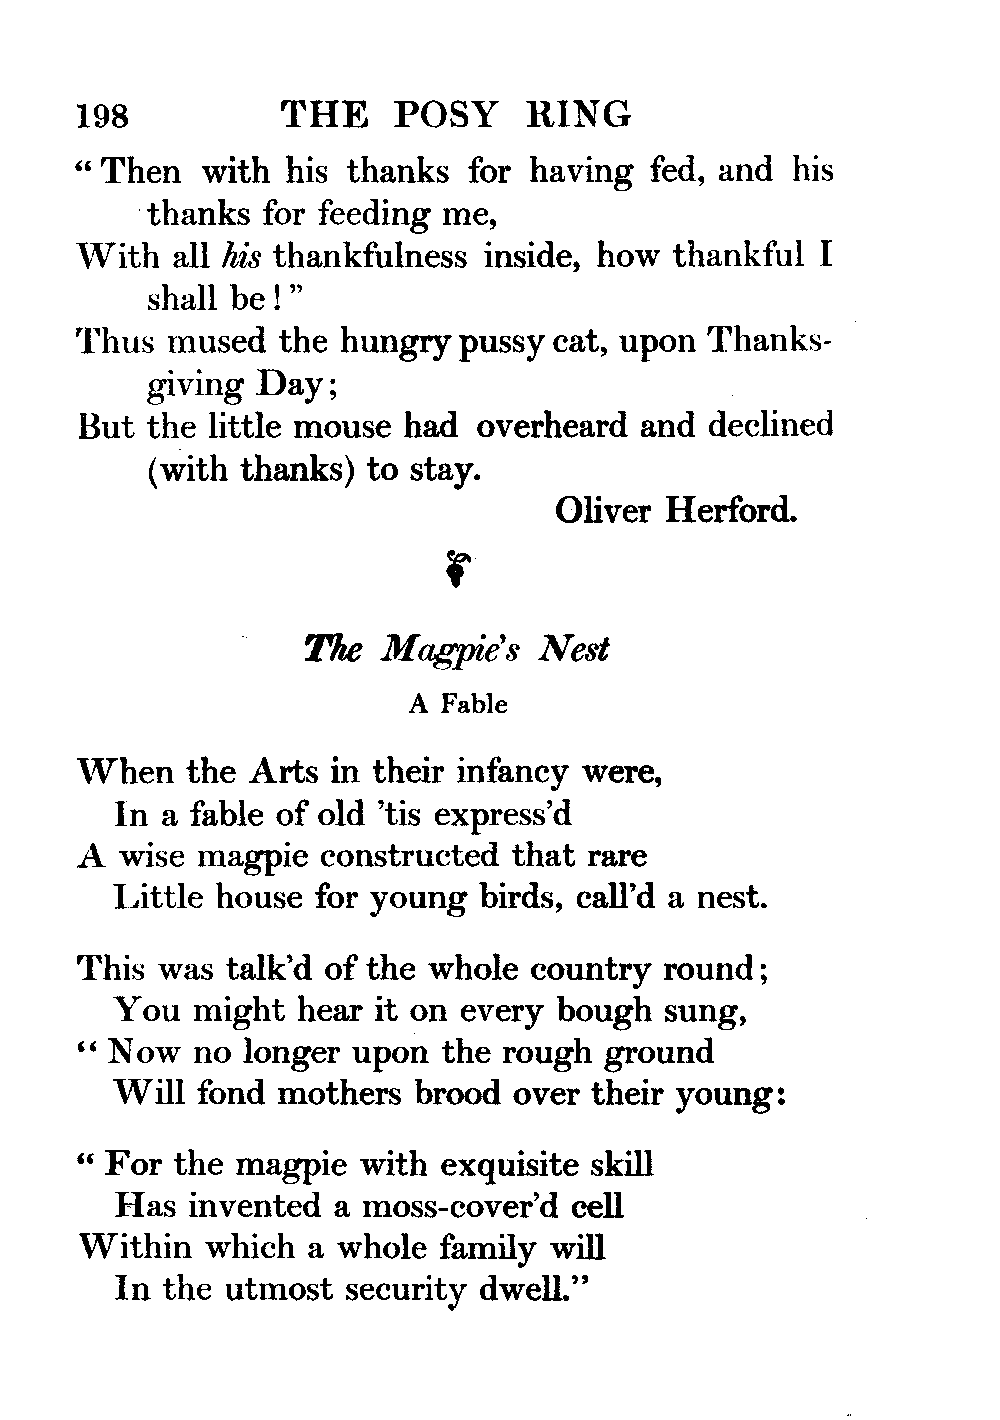 198 THE POSY RING
“Then with his thanks for having fed, and his
thanks for feeding me,
With all his thankfulness inside, how thankful I
shall be!”
Thus mused the hungry pussy cat, upon Thanks-
giving Day;
But the little mouse had overheard and declined
(with thanks) to stay.
Oliver Herford.
The Magpie's Nest
A Fable
When the Arts in their infancy were,
In a fable of old ’tis express’d
A wise magpie constructed that rare
Little house for young birds, call’d a nest.
This was talk’d of the whole country round;
You might hear it on every bough sung,
“Now no longer upon the rough ground
Will fond mothers brood over their young:
“For the magpie with exquisite skill
Has invented a moss-cover’d cell
Within which a whole family will
In the utmost security dwell.”